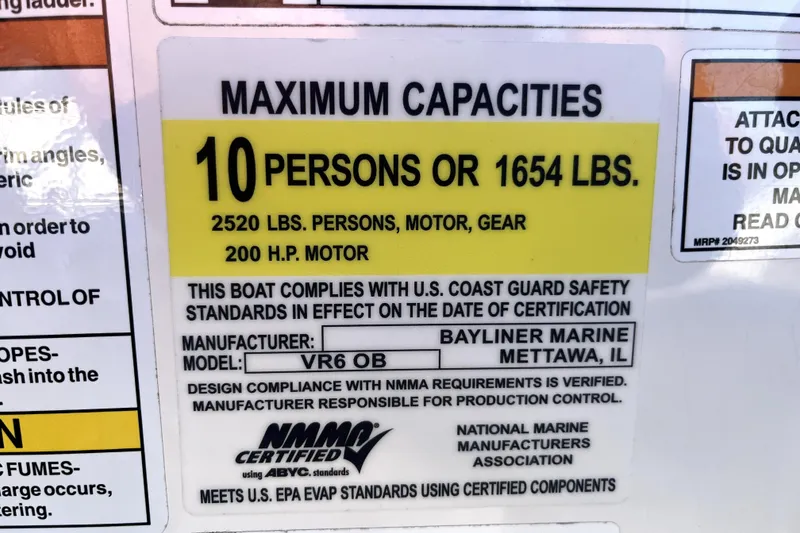 ng ladder.
ules of
rim angles,
eric
n order to
void
NTROL OF
OPES-
ash into the
N
C FUMES-
arge occurs,
ering.
MAXIMUM CAPACITIES
10 PERSONS OR 1654 LBS.
2520 LBS. PERSONS, MOTOR, GEAR
200 H.P. MOTOR
THIS BOAT COMPLIES WITH U.S. COAST GUARD SAFETY
STANDARDS IN EFFECT ON THE DATE OF CERTIFICATION
MANUFACTURER: BAYLINER MARINE
MODEL: VR6 OB METTAWA, IL
DESIGN COMPLIANCE WITH NMMA REQUIREMENTS IS VERIFIED.
MANUFACTURER RESPONSIBLE FOR PRODUCTION CONTROL.
NMMA
CERTIFIED
using ABYC. standards
NATIONAL MARINE
MANUFACTURERS
ASSOCIATION
MEETS U.S. EPA EVAP STANDARDS USING CERTIFIED COMPONENTS
ATTAC
TO QUA
IS IN OP
MA
READ O
MRP# 2049273